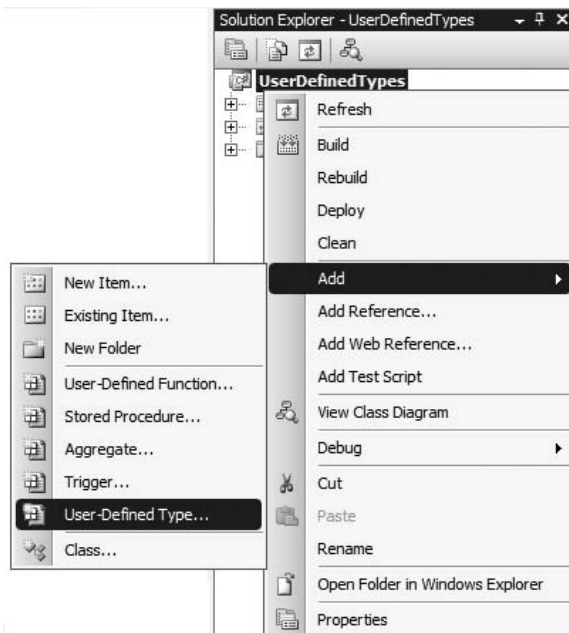 Solution Explorer - UserDefinedTypes
UserDefinedTypes
Refresh
Build
Rebuild
Deploy
Clean
Add
Add Reference...
Add Web Reference...
Add Test Script
View Class Diagram
Debug
Cut
Paste
Rename
Open Folder in Windows Explorer
Properties
New Item...
Existing Item...
New Folder
User-Defined Function...
Stored Procedure...
Aggregate...
Trigger...
User-Defined Type...
Class...